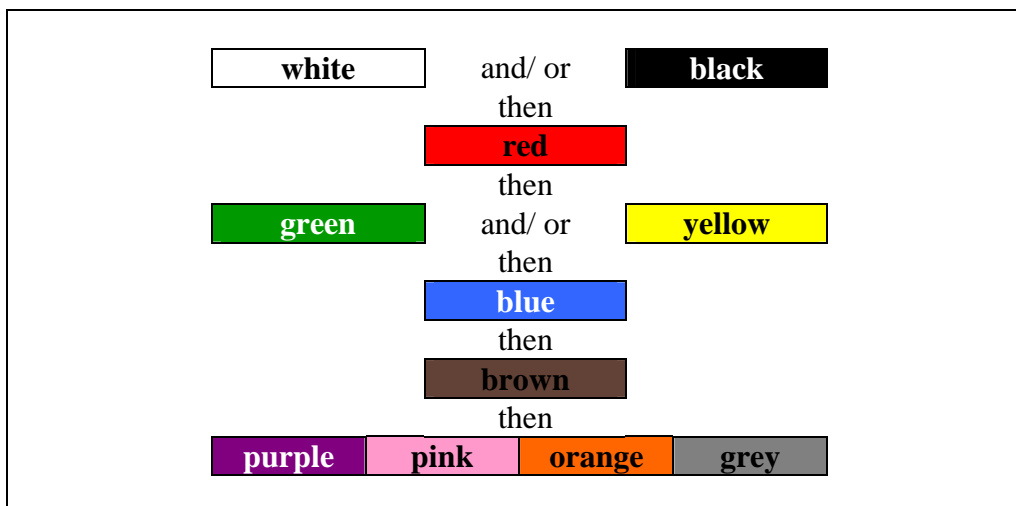 white and/ or black
then
red
then
green and/ or yellow
then
blue
then
brown
then
purple pink orange grey